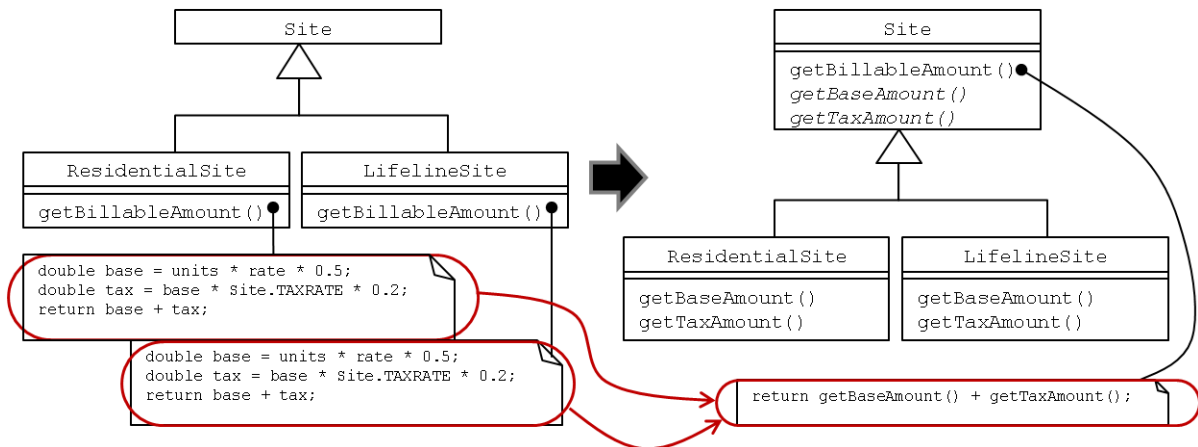 Site
ResidentialSite
getBillableAmount()
LifelineSite
getBillableAmount()
double base = units * rate * 0.5;
double tax = base * Site.TAXRATE * 0.2;
return base + tax;
double base = units * rate * 0.5;
double tax = base * Site.TAXRATE * 0.2;
return base + tax;
Site
getBillableAmount()
getBaseAmount()
getTaxAmount()
ResidentialSite
getBaseAmount()
getTaxAmount()
LifelineSite
getBaseAmount()
getTaxAmount()
return getBaseAmount() + getTaxAmount();